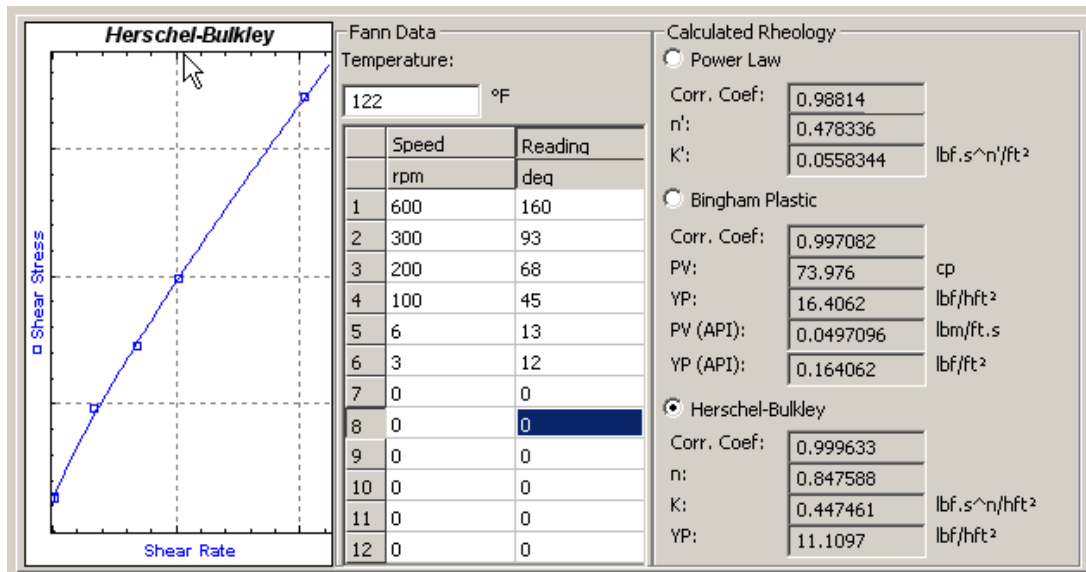 Herschel-Bulkley
Shear Stress
Shear Rate
Fann Data
Temperature:
122 °F
Speed Reading
rpm deg
1 600 160
2 300 93
3 200 68
4 100 45
5 6 13
6 3 12
7 0 0
8 0 0
9 0 0
10 0 0
11 0 0
12 0 0
Calculated Rheology
Power Law
Corr. Coef: 0.98814
n': 0.478336
K': 0.0558344 lbf.s^n'/ft²
Bingham Plastic
Corr. Coef: 0.997082
PV: 73.976 cp
YP: 16.4062 lbf/hft²
PV (API): 0.0497096 lbm/ft.s
YP (API): 0.164062 lbf/ft²
Herschel-Bulkley
Corr. Coef: 0.999633
n: 0.847588
K: 0.447461 lbf.s^n/hft²
YP: 11.1097 lbf/hft²